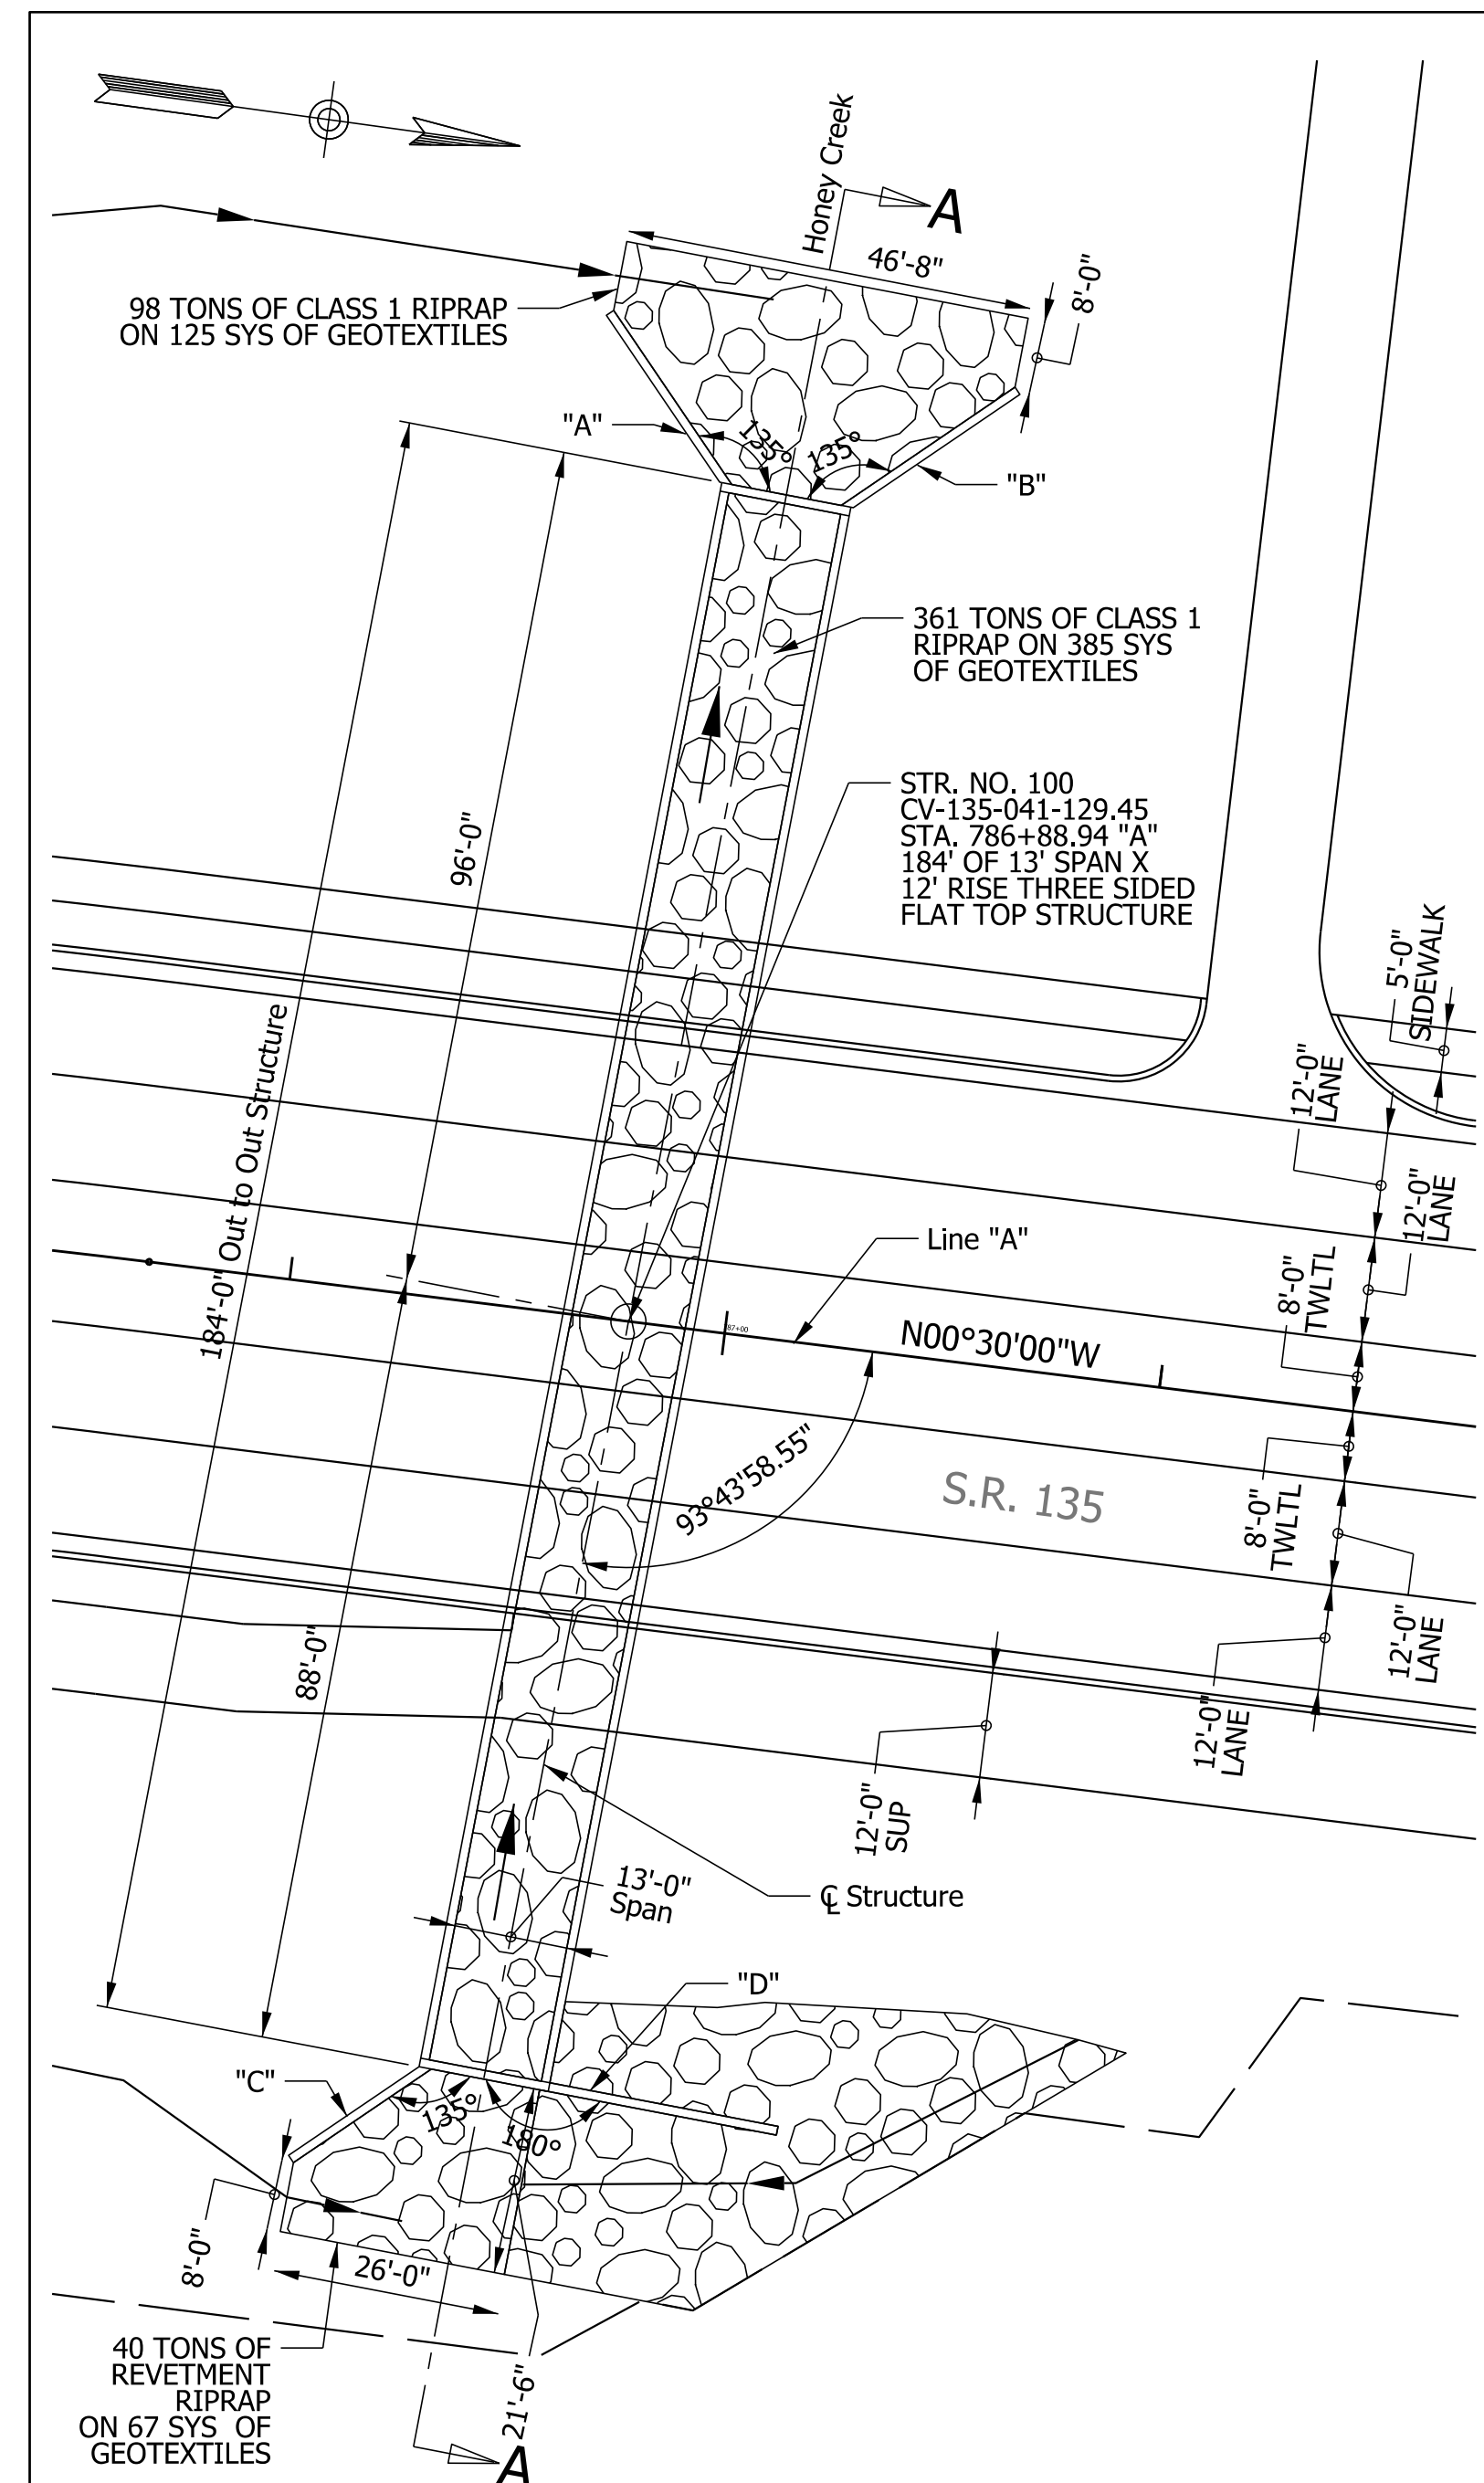 Honey Creek
A
46'-8"
8'-0"
98 TONS OF CLASS 1 RIPRAP
ON 125 SYS OF GEOTEXTILES
"A"
135°
135°
"B"
361 TONS OF CLASS 1
RIPRAP ON 385 SYS
OF GEOTEXTILES
STR. NO. 100
CV-135-041-129.45
STA. 786+88.94 "A"
184' OF 13' SPAN X
12' RISE THREE SIDED
FLAT TOP STRUCTURE
96'-0"
184'-0" Out to Out Structure
5'-0"
SIDEWALK
12'-0"
LANE
12'-0"
LANE
8'-0"
TWLTL
Line "A"
87+00
N00°30'00"W
93°43'58.55"
S.R. 135
8'-0"
TWLTL
12'-0"
LANE
12'-0"
LANE
88'-0"
12'-0"
SUP
13'-0"
Span
℄ Structure
"D"
"C"
135°
180°
8'-0"
26'-0"
40 TONS OF
REVETMENT
RIPRAP
ON 67 SYS OF
GEOTEXTILES
21'-6"
A